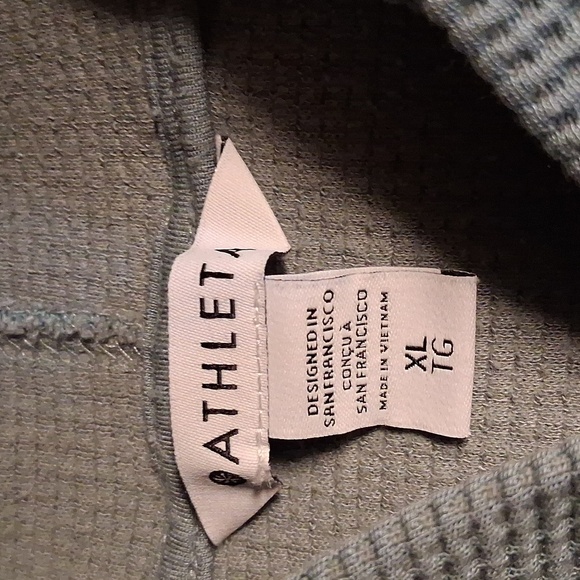 ATHLETA
DESIGNED IN
SAN FRANCISCO
CONÇU À
SAN FRANCISCO
MADE IN VIETNAM
XL
TG